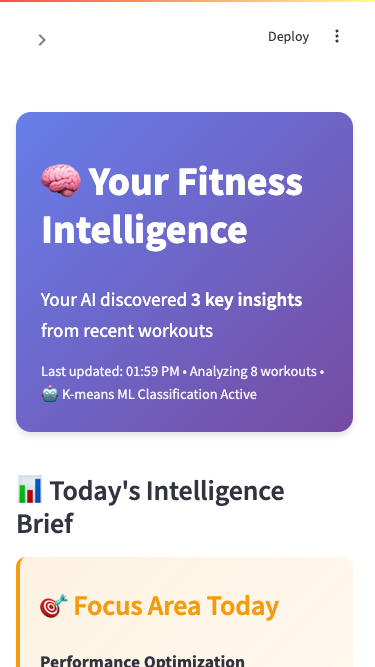 Deploy
Your Fitness
Intelligence
Your AI discovered 3 key insights
from recent workouts
Last updated: 01:59 PM • Analyzing 8 workouts •
K-means ML Classification Active
Today's Intelligence
Brief
Focus Area Today
Performance Optimization